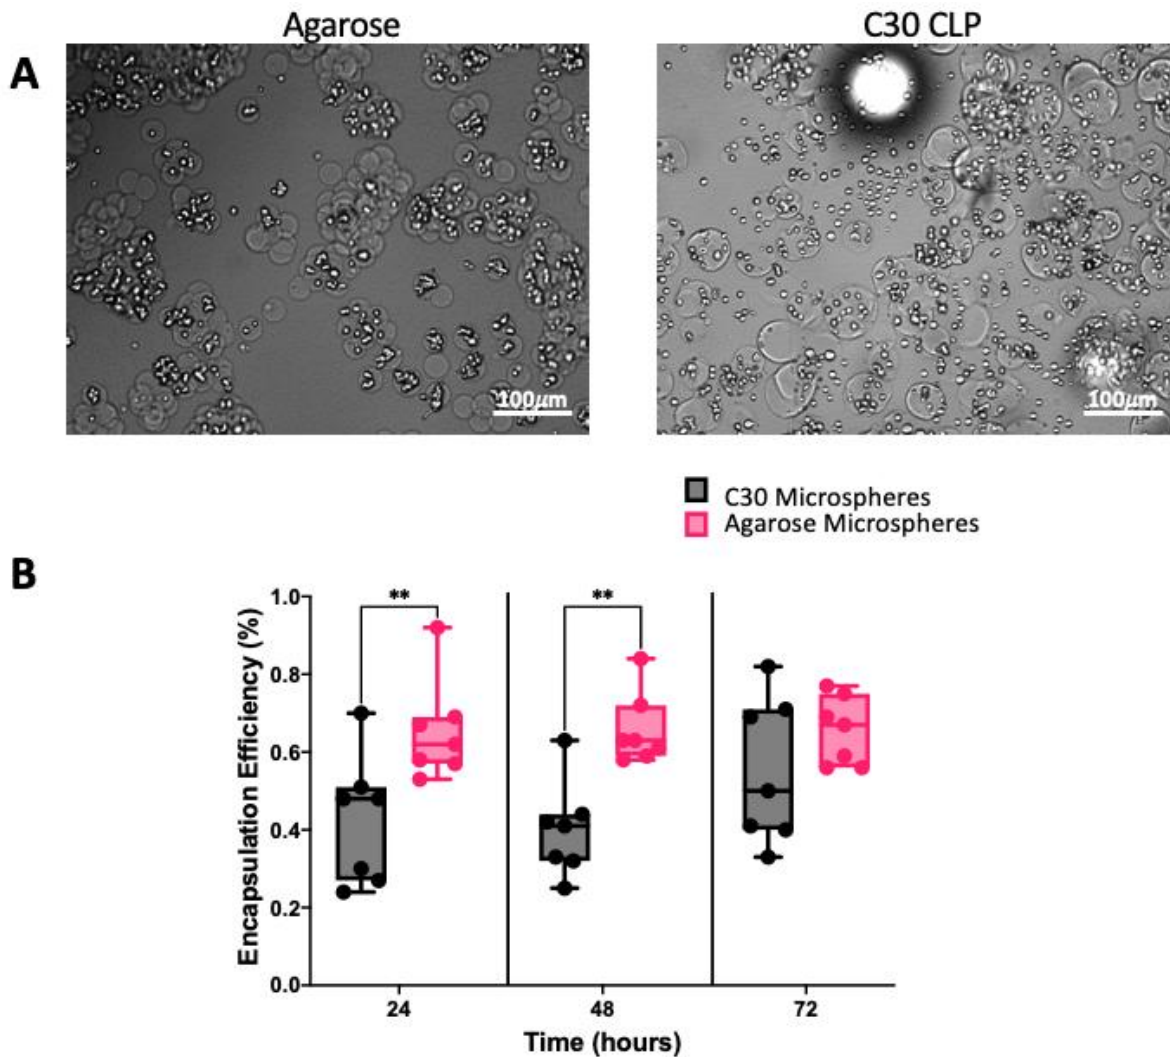 Agarose
C30 CLP
A
100μm
100μm
C30 Microspheres
Agarose Microspheres
B
Encapsulation Efficiency (%)
1.0
0.8
0.6
0.4
0.2
0.0
**
**
24
48
72
Time (hours)